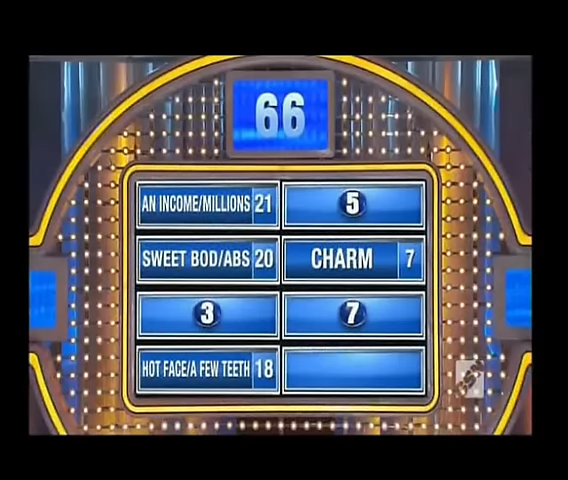 66
AN INCOME/MILLIONS 21
5
SWEET BOD/ABS 20
CHARM 7
3
7
HOT FACE/A FEW TEETH 18